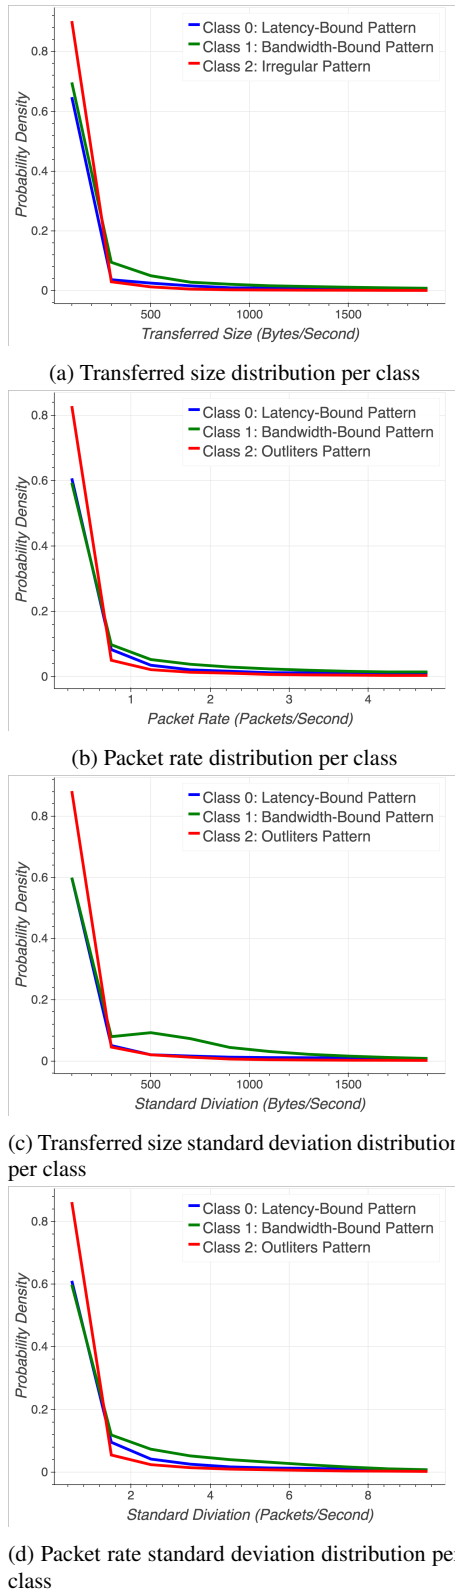 Class 0: Latency-Bound Pattern
Class 1: Bandwidth-Bound Pattern
Class 2: Irregular Pattern
Probability Density
0.8
0.6
0.4
0.2
0
500
1500
Transferred Size (Bytes/Second)
(a) Transferred size distribution per class
Class 0: Latency-Bound Pattern
Class 1: Bandwidth-Bound Pattern
Class 2: Outliters Pattern
Probability Density
0.8
0.6
0.4
0.2
0
1
2
3
4
Packet Rate (Packets/Second)
(b) Packet rate distribution per class
Class 0: Latency-Bound Pattern
Class 1: Bandwidth-Bound Pattern
Class 2: Outliters Pattern
Probability Density
0.8
0.6
0.4
0.2
0
500
1500
Standard Diviation (Bytes/Second)
(c) Transferred size standard deviation distribution
per class
Class 0: Latency-Bound Pattern
Class 1: Bandwidth-Bound Pattern
Class 2: Outliters Pattern
Probability Density
0.8
0.6
0.4
0.2
0
2
4
6
8
Standard Diviation (Packets/Second)
(d) Packet rate standard deviation distribution per
class